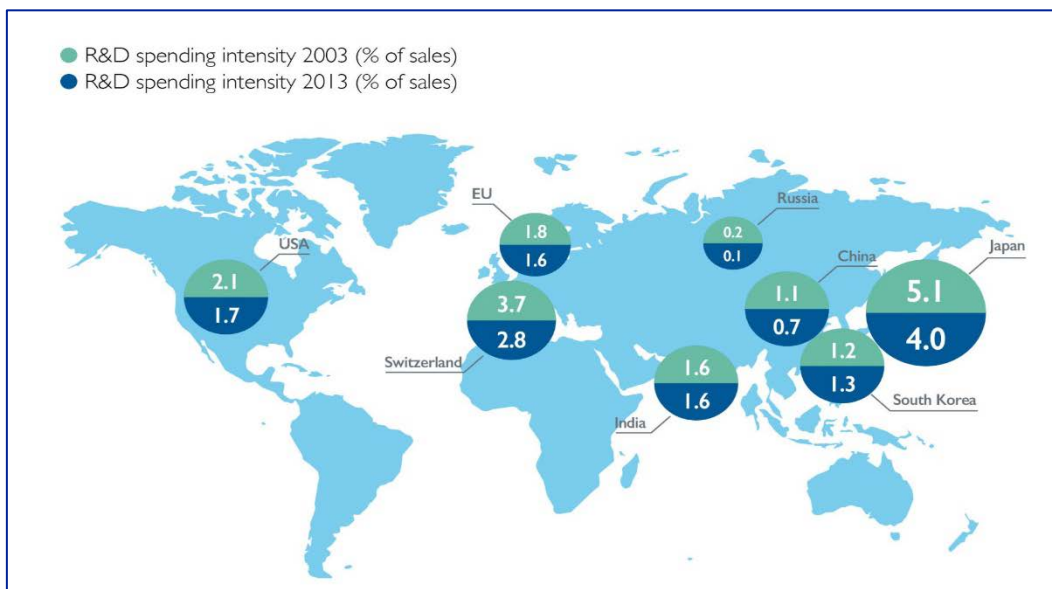 R&D spending intensity 2003 (% of sales)
R&D spending intensity 2013 (% of sales)
EU
1.8
1.6
Russia
0.2
0.1
USA
2.1
1.7
Japan
5.1
4.0
China
1.1
0.7
3.7
2.8
Switzerland
1.2
1.3
South Korea
1.6
1.6
India